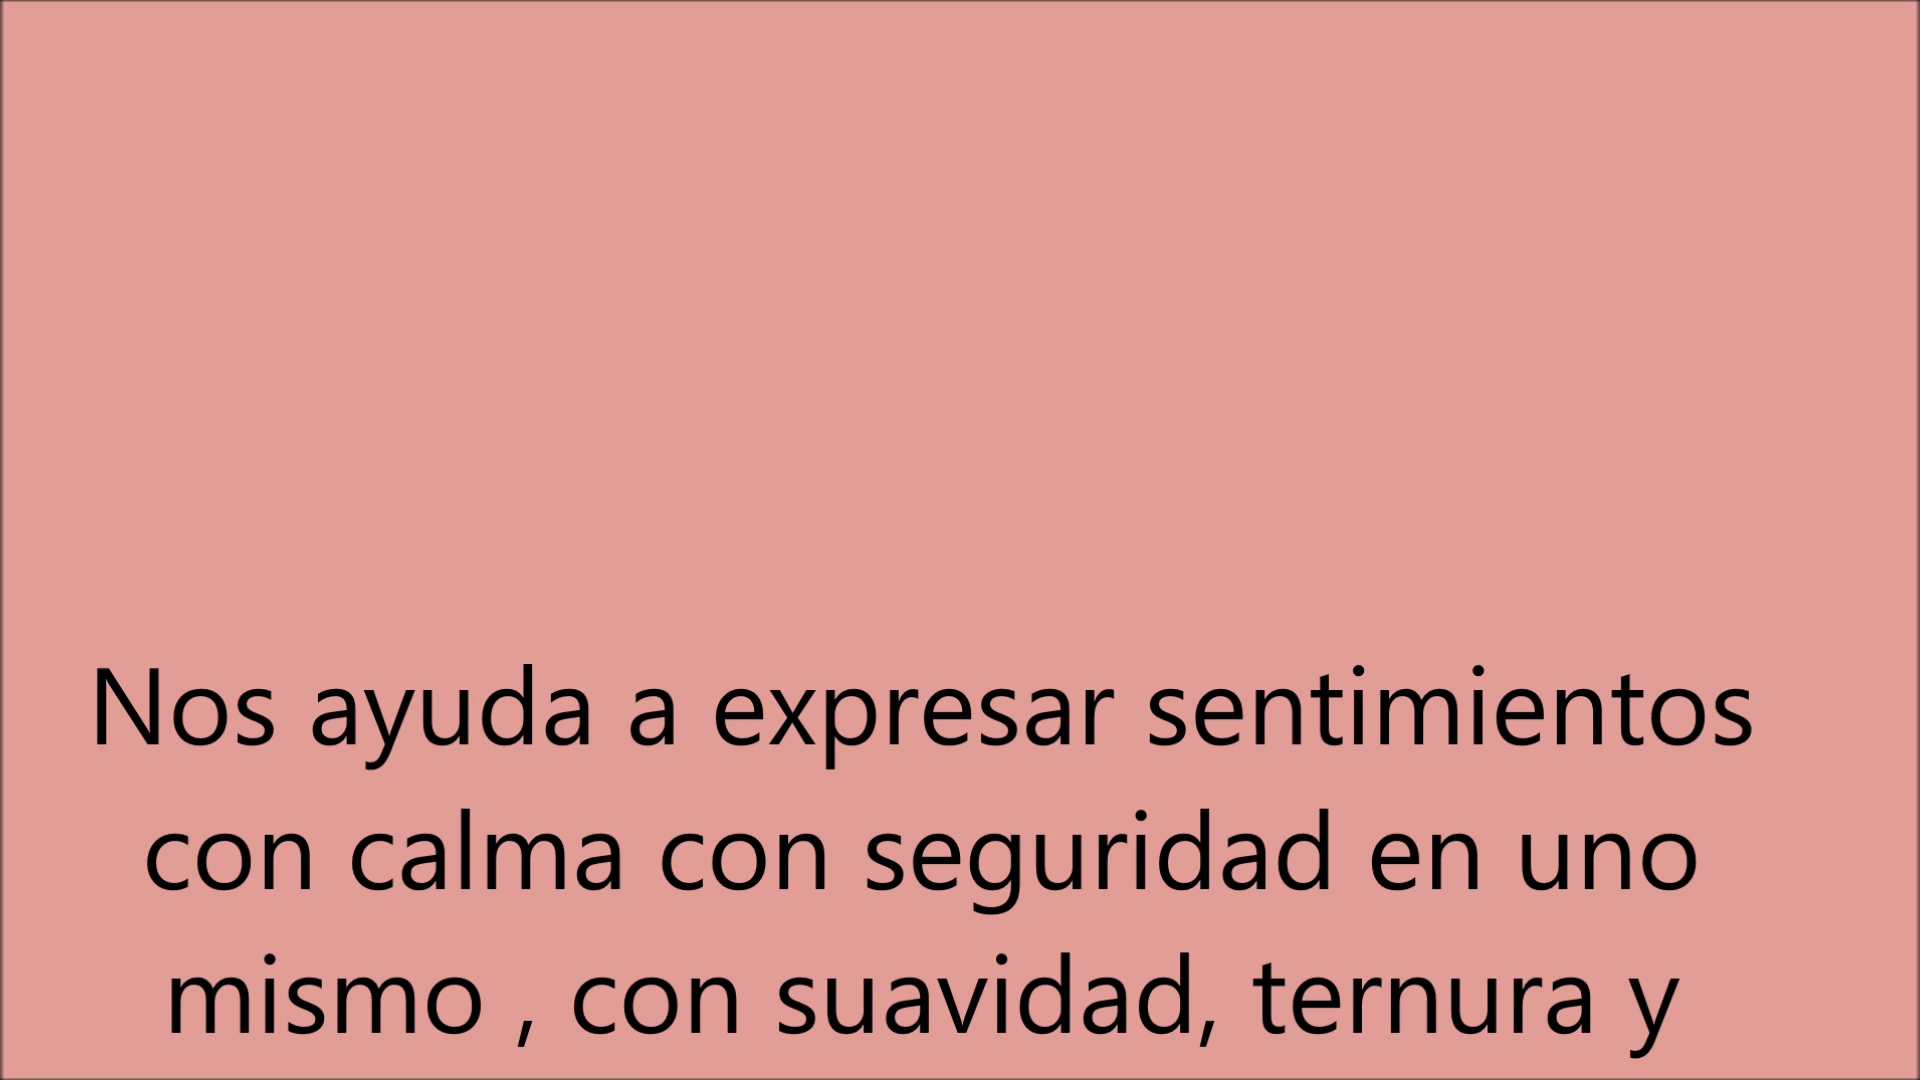 Nos ayuda a expresar sentimientos
con calma con seguridad en uno
mismo , con suavidad, ternura y